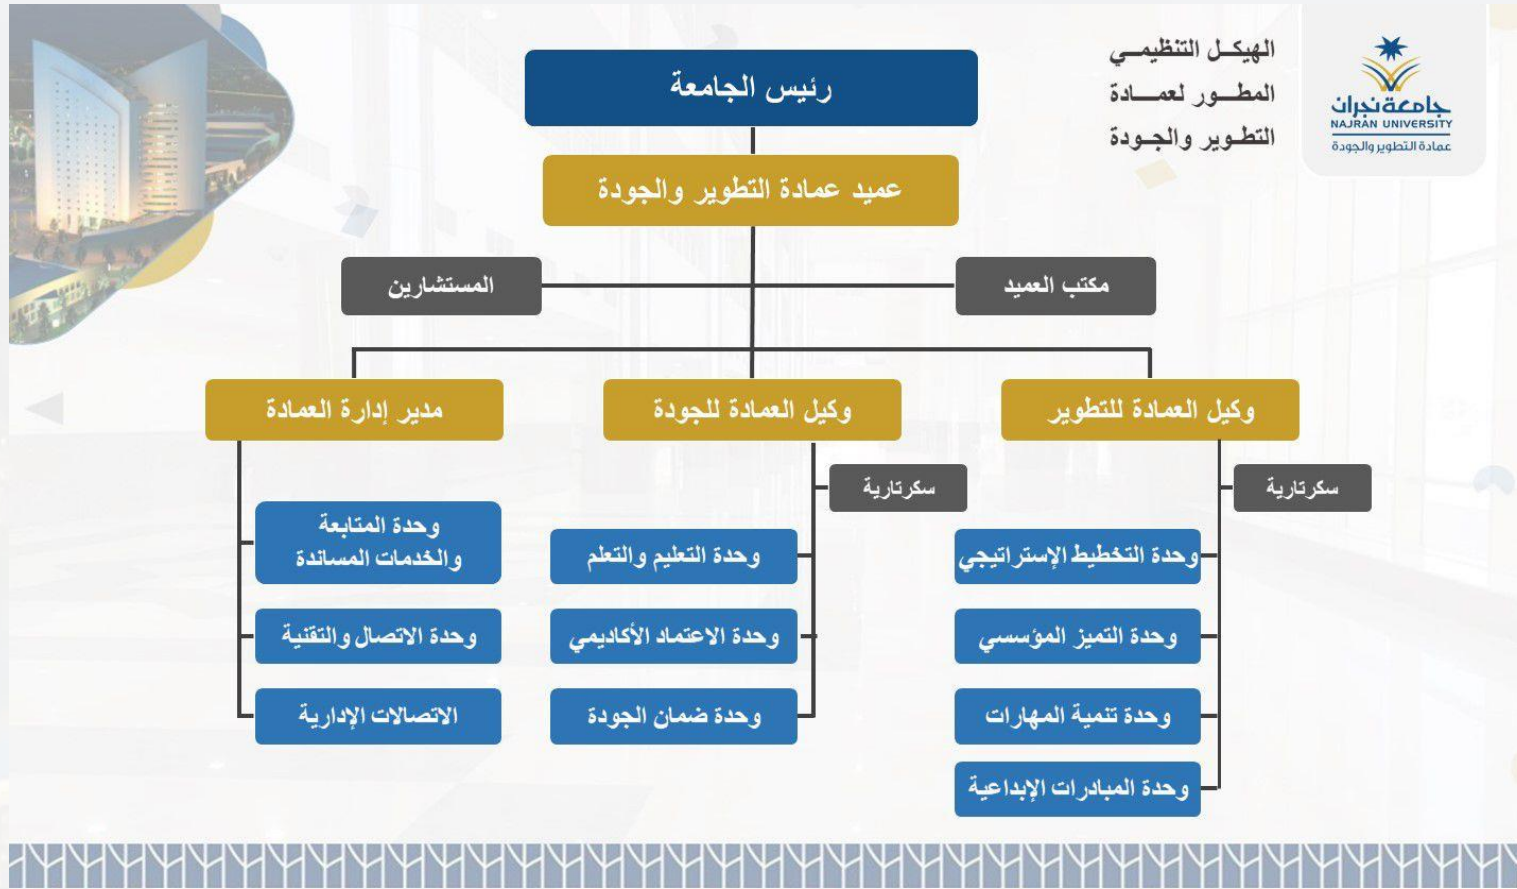 الهيكل التنظيمي
المطور لعمادة
التطوير والجودة
جامعة نجران
NAJRAN UNIVERSITY
عمادة التطوير والجودة
رئيس الجامعة
عميد عمادة التطوير والجودة
مكتب العميد
المستشارين
وكيل العمادة للتطوير
وكيل العمادة للجودة
مدير إدارة العمادة
سكرتارية
وحدة التخطيط الإستراتيجي
وحدة التميز المؤسسي
وحدة تنمية المهارات
وحدة المبادرات الإبداعية
سكرتارية
وحدة التعليم والتعلم
وحدة الاعتماد الأكاديمي
وحدة ضمان الجودة
وحدة المتابعة
والخدمات المساندة
وحدة الاتصال والتقنية
الاتصالات الإدارية